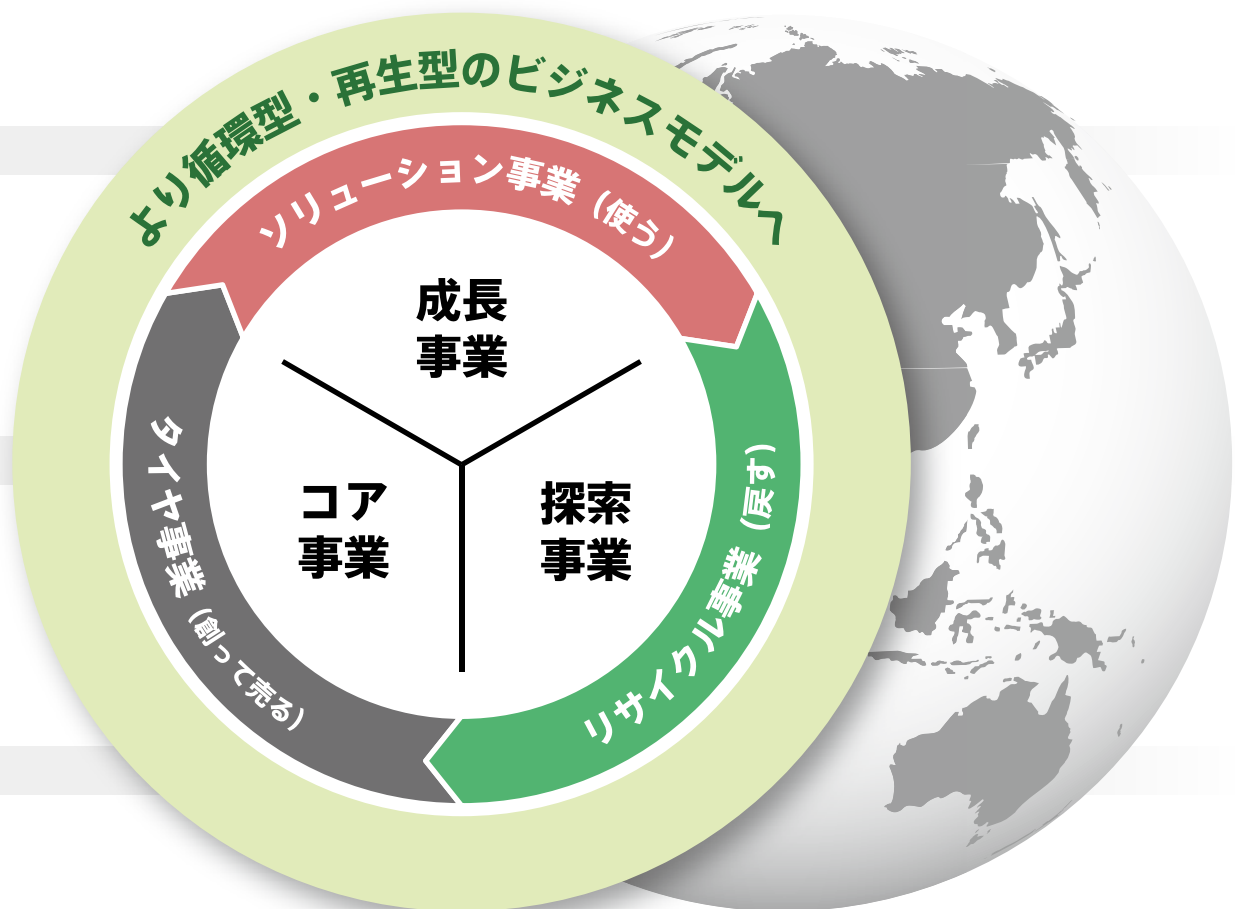 より循環型・再生型のビジネスモデルへ
ソリューション事業（使う）
成長
事業
コア
事業
探索
事業
タイヤ事業（創って売る）
リサイクル事業（戻す）